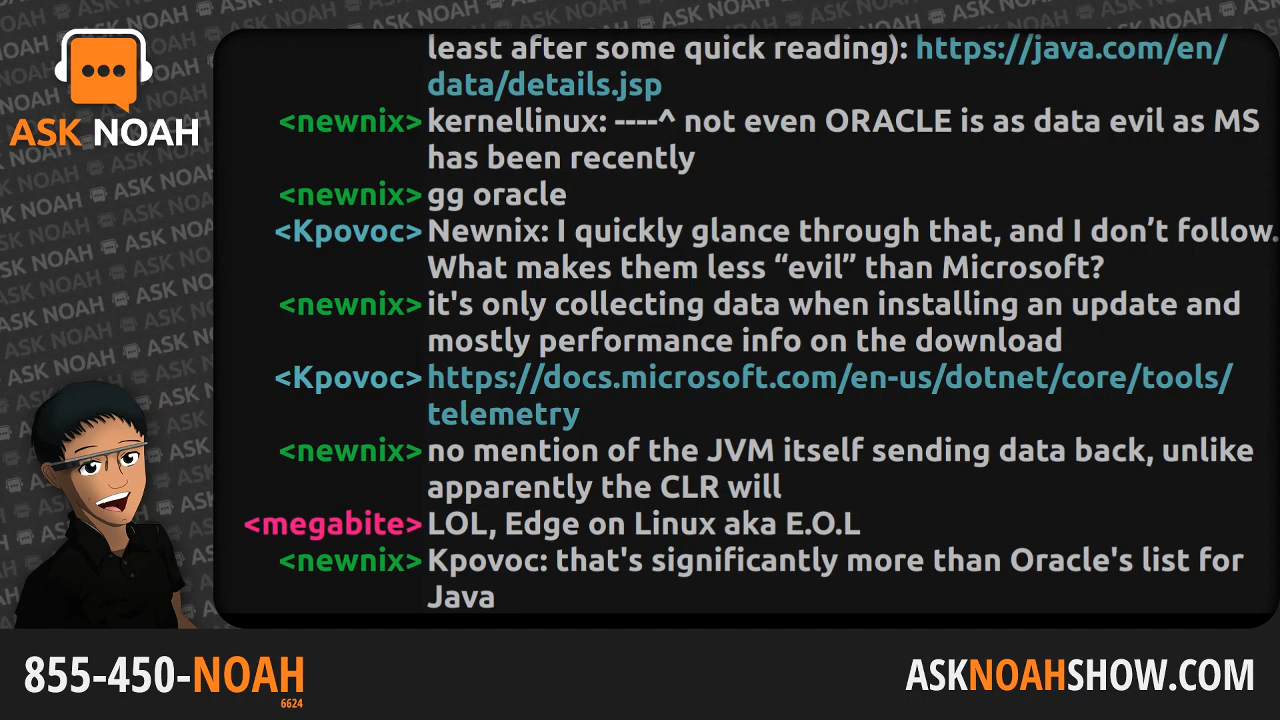 least after some quick reading): https://java.com/en/
data/details.jsp
<newnix> kernellinux: ----^ not even ORACLE is as data evil as MS
has been recently
<newnix> gg oracle
<Kpovoc> Newnix: I quickly glance through that, and I don’t follow.
What makes them less “evil” than Microsoft?
<newnix> it's only collecting data when installing an update and
mostly performance info on the download
<Kpovoc> https://docs.microsoft.com/en-us/dotnet/core/tools/
telemetry
<newnix> no mention of the JVM itself sending data back, unlike
apparently the CLR will
<megabite> LOL, Edge on Linux aka E.O.L
<newnix> Kpovoc: that's significantly more than Oracle's list for
Java
ASK NOAH
855-450-NOAH
6624
ASKNOAHSHOW.COM